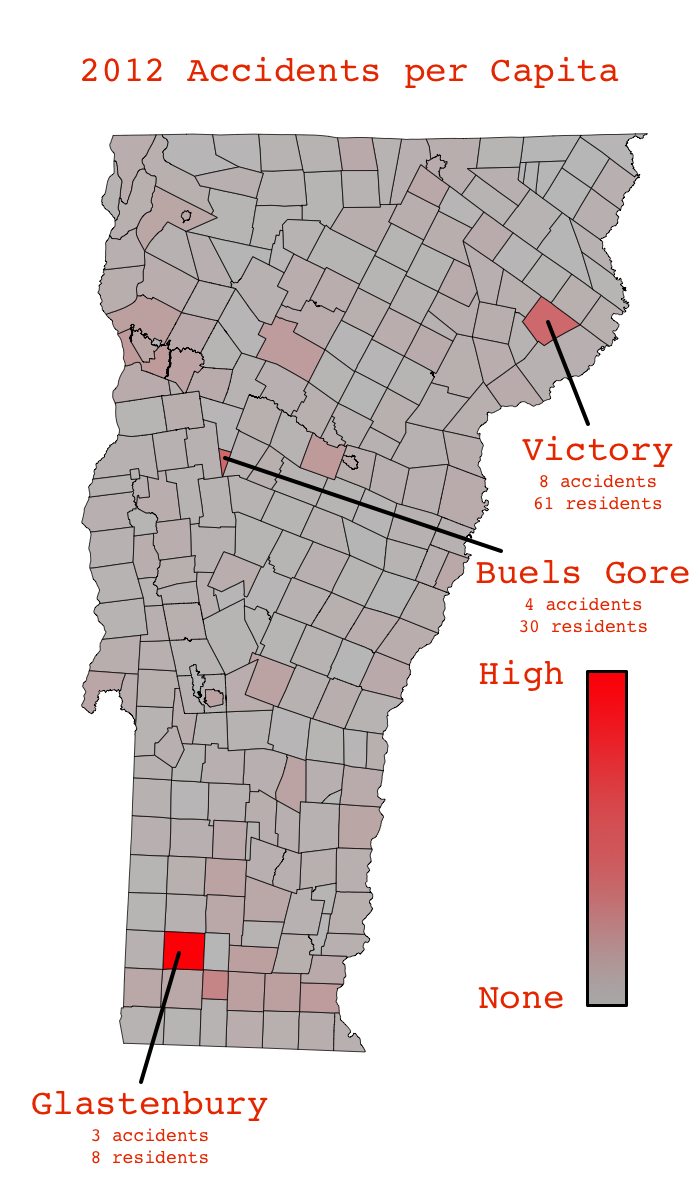 2012 Accidents per Capita
Victory
8 accidents
61 residents
Buels Gore
4 accidents
30 residents
High
None
Glastenbury
3 accidents
8 residents